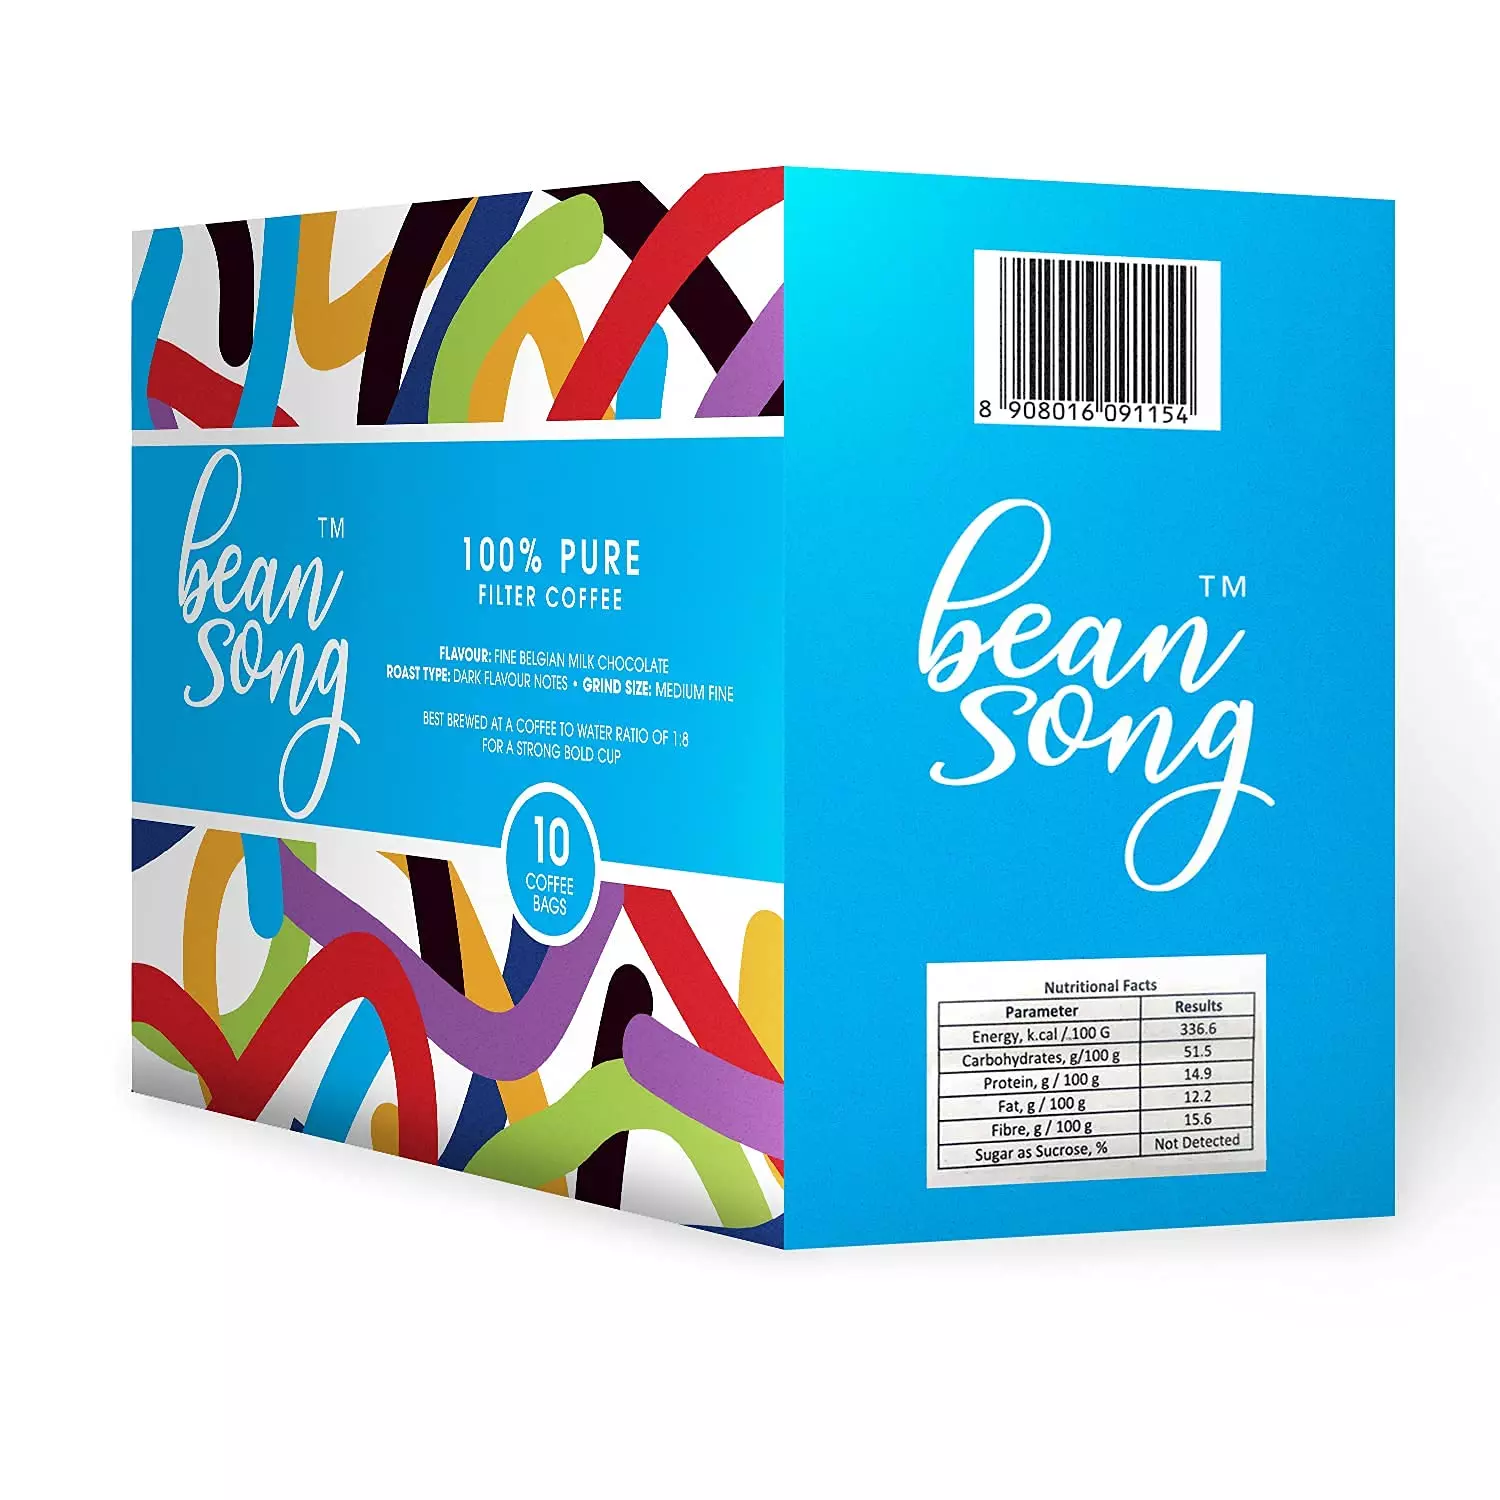 bean
song
TM
100% PURE
FILTER COFFEE
FLAVOUR: FINE BELGIAN MILK CHOCOLATE
ROAST TYPE: DARK FLAVOUR NOTES • GRIND SIZE: MEDIUM FINE
BEST BREWED AT A COFFEE TO WATER RATIO OF 1:8
FOR A STRONG BOLD CUP
10
COFFEE
BAGS
8 908016 091154
bean
song
TM
Nutritional Facts
Parameter Results
Energy, k.cal /.100 G 336.6
Carbohydrates, g/100 g 51.5
Protein, g / 100 g 14.9
Fat, g / 100 g 12.2
Fibre, g / 100 g 15.6
Sugar as Sucrose, % Not Detected